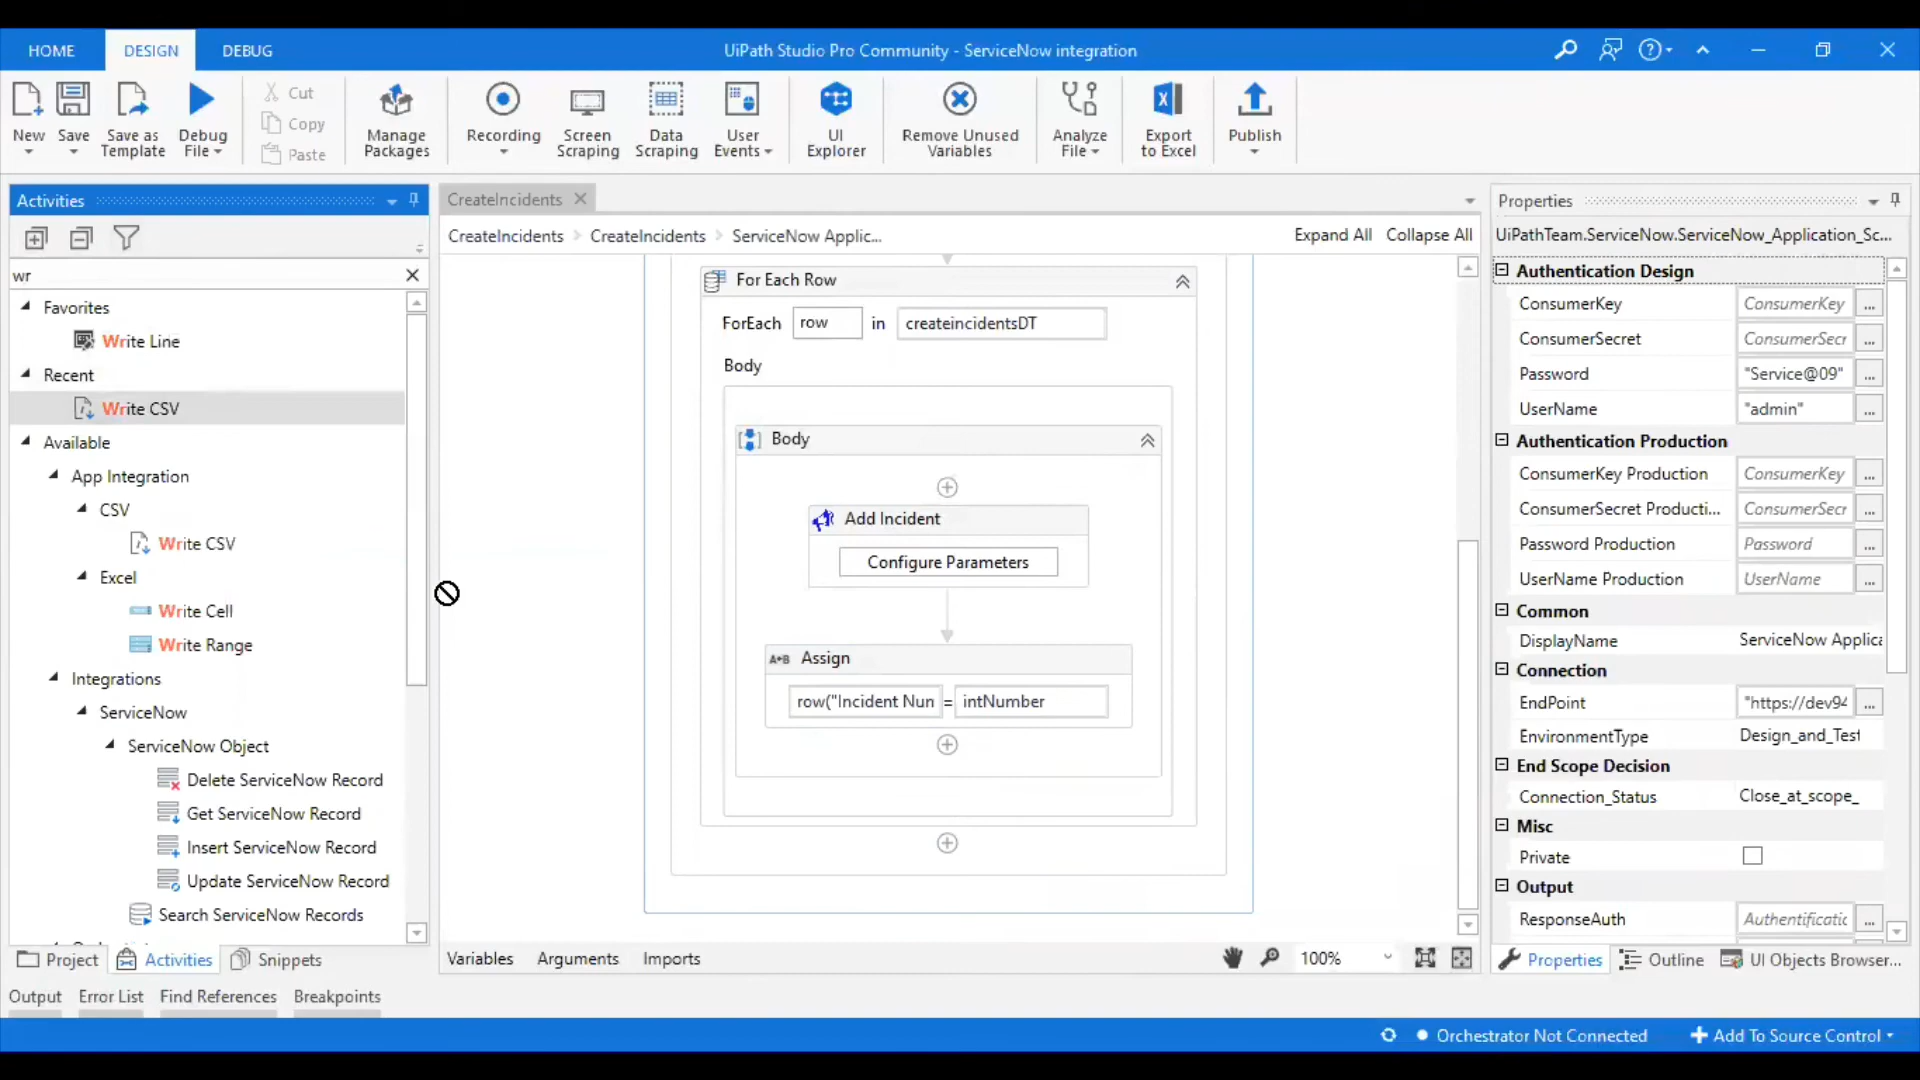 HOME
DESIGN
DEBUG
UiPath Studio Pro Community - ServiceNow integration
New
Save
Save as
Template
Debug
File
Cut
Copy
Paste
Manage
Packages
Recording
Screen
Scraping
Data
Scraping
User
Events
UI
Explorer
Remove Unused
Variables
Analyze
File
Export
to Excel
Publish
Activities
wr
Favorites
Write Line
Recent
Write CSV
Available
App Integration
CSV
Write CSV
Excel
Write Cell
Write Range
Integrations
ServiceNow
ServiceNow Object
Delete ServiceNow Record
Get ServiceNow Record
Insert ServiceNow Record
Update ServiceNow Record
Search ServiceNow Records
Project
Activities
Snippets
CreateIncidents
CreateIncidents > CreateIncidents > ServiceNow Applic...
Expand All
Collapse All
For Each Row
ForEach row in createincidentsDT
Body
Body
Add Incident
Configure Parameters
A+B Assign
row("Incident Nun = intNumber
Variables
Arguments
Imports
100%
Properties
UiPathTeam.ServiceNow.ServiceNow_Application_Sc...
Authentication Design
ConsumerKey ConsumerKey ...
ConsumerSecret ConsumerSecr ...
Password "Service@09" ...
UserName "admin" ...
Authentication Production
ConsumerKey Production ConsumerKey ...
ConsumerSecret Producti... ConsumerSecr ...
Password Production Password ...
UserName Production UserName ...
Common
DisplayName ServiceNow Applica
Connection
EndPoint "https://dev94 ...
EnvironmentType Design_and_Test
End Scope Decision
Connection_Status Close_at_scope_
Misc
Private
Output
ResponseAuth Authentificatic ...
Properties
Outline
UI Objects Browser...
Output
Error List
Find References
Breakpoints
Orchestrator Not Connected
Add To Source Control